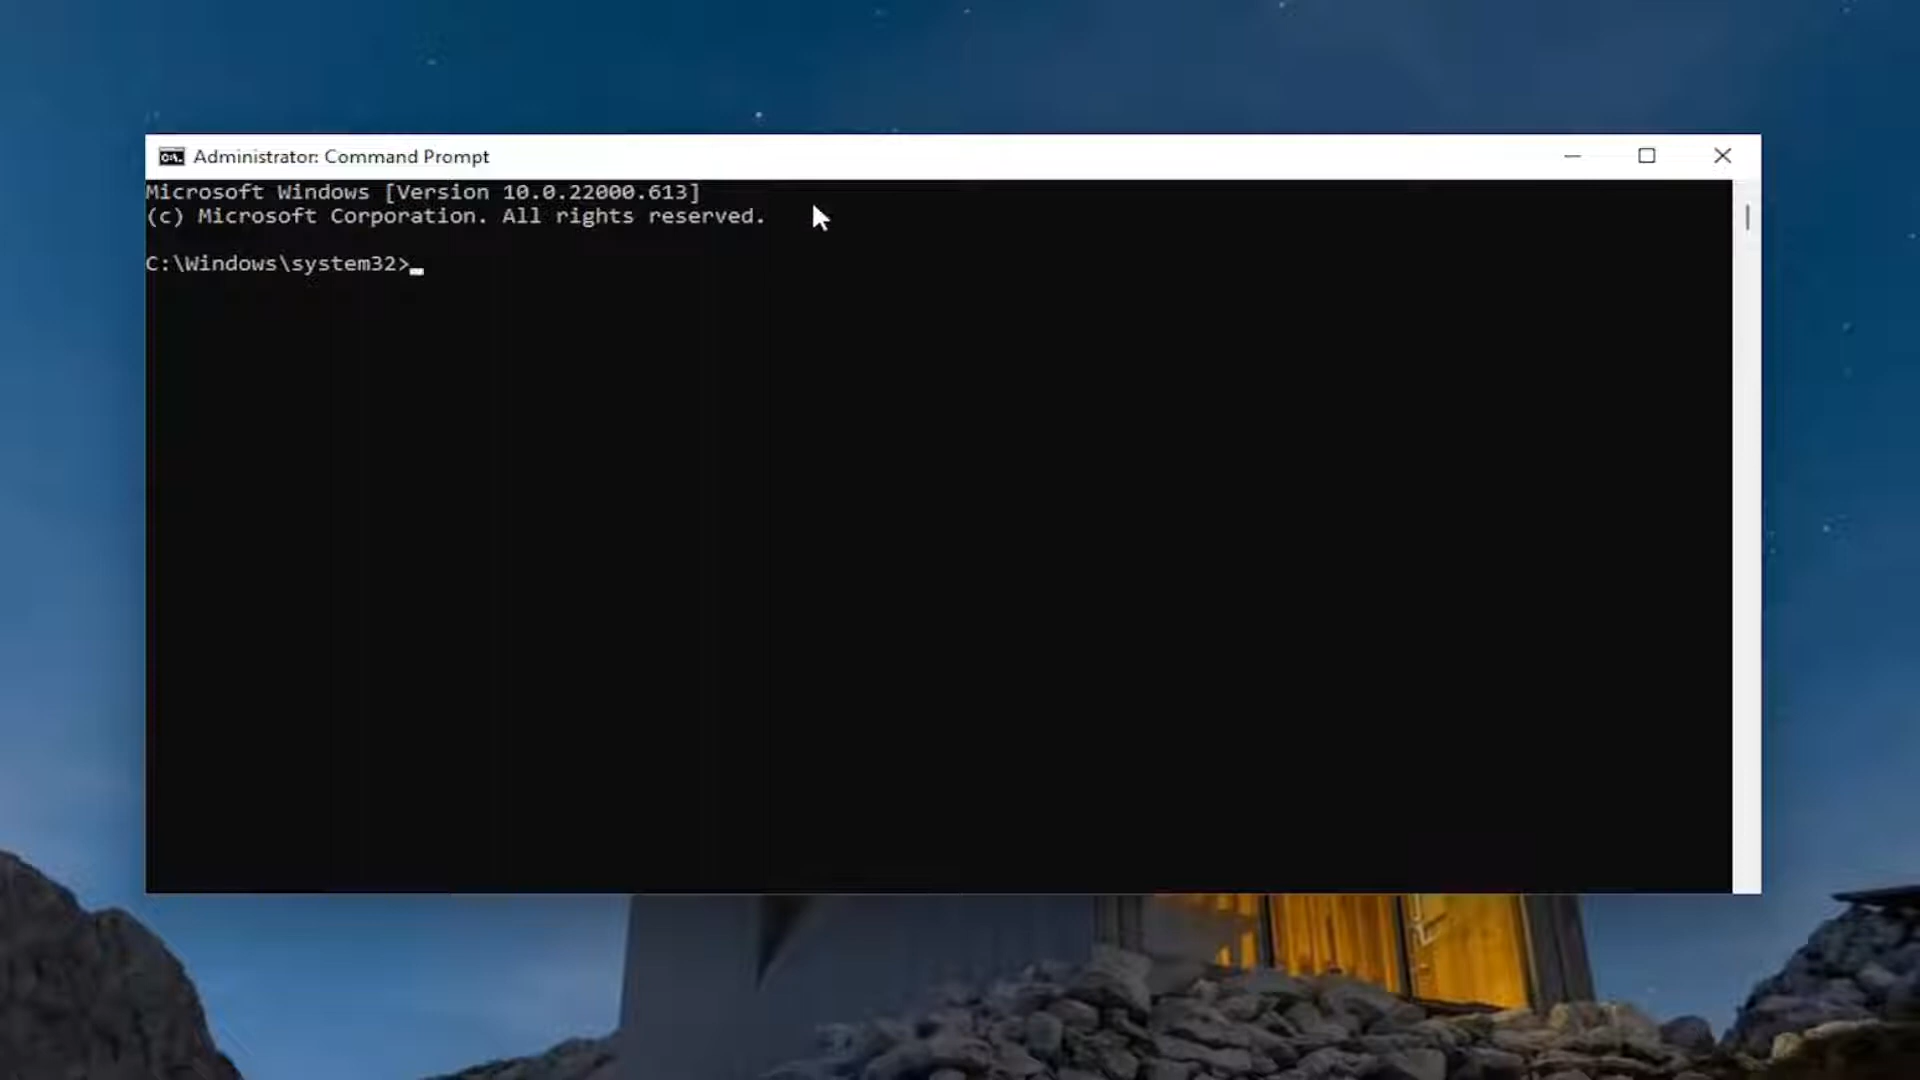 Administrator: Command Prompt
Microsoft Windows [Version 10.0.22000.613]
(c) Microsoft Corporation. All rights reserved.
C:\Windows\system32>